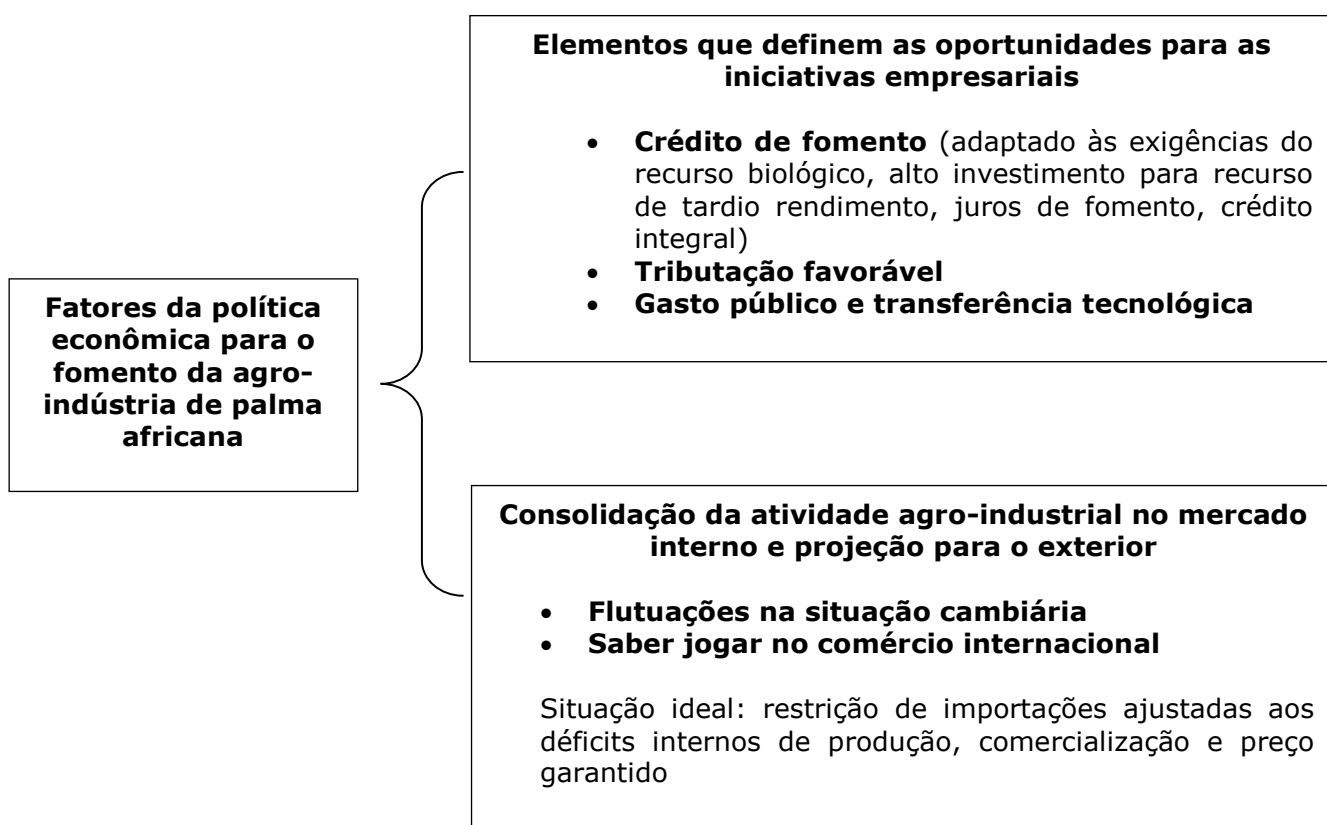 Elementos que definem as oportunidades para as
iniciativas empresariais
• Crédito de fomento (adaptado às exigências do
recurso biológico, alto investimento para recurso
de tardio rendimento, juros de fomento, crédito
integral)
• Tributação favorável
• Gasto público e transferência tecnológica
Fatores da política
econômica para o
fomento da agro-
indústria de palma
africana
Consolidação da atividade agro-industrial no mercado
interno e projeção para o exterior
• Flutuações na situação cambiária
• Saber jogar no comércio internacional
Situação ideal: restrição de importações ajustadas aos
déficits internos de produção, comercialização e preço
garantido